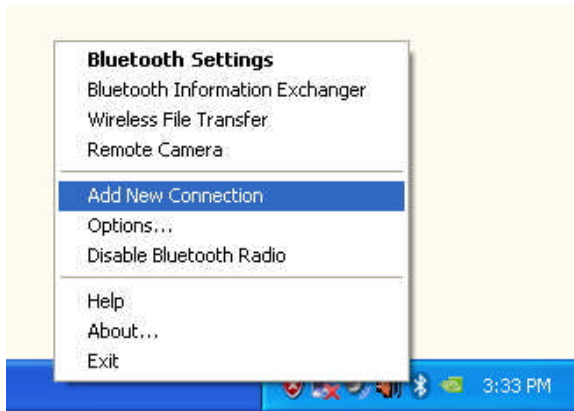 Bluetooth Settings
Bluetooth Information Exchanger
Wireless File Transfer
Remote Camera
Add New Connection
Options...
Disable Bluetooth Radio
Help
About...
Exit
3:33 PM